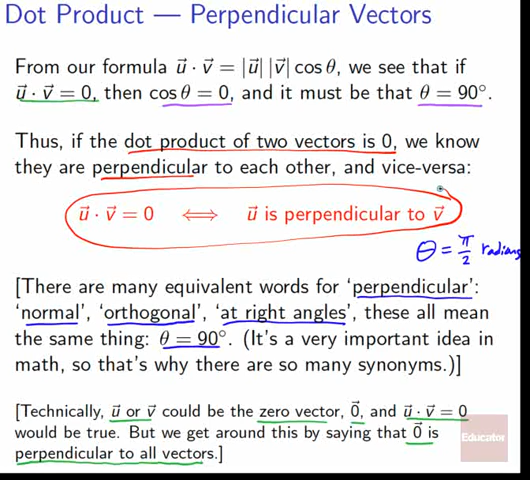 Dot Product — Perpendicular Vectors
From our formula u⃗ · v⃗ = |u⃗| |v⃗| cos θ, we see that if
u⃗ · v⃗ = 0, then cos θ = 0, and it must be that θ = 90°.
Thus, if the dot product of two vectors is 0, we know
they are perpendicular to each other, and vice-versa:
u⃗ · v⃗ = 0 ⟺ u⃗ is perpendicular to v⃗
θ = π/2 radians
[There are many equivalent words for ‘perpendicular’:
‘normal’, ‘orthogonal’, ‘at right angles’, these all mean
the same thing: θ = 90°. (It's a very important idea in
math, so that's why there are so many synonyms.)]
[Technically, u⃗ or v⃗ could be the zero vector, 0⃗, and u⃗ · v⃗ = 0
would be true. But we get around this by saying that 0⃗ is
perpendicular to all vectors.]
Educator